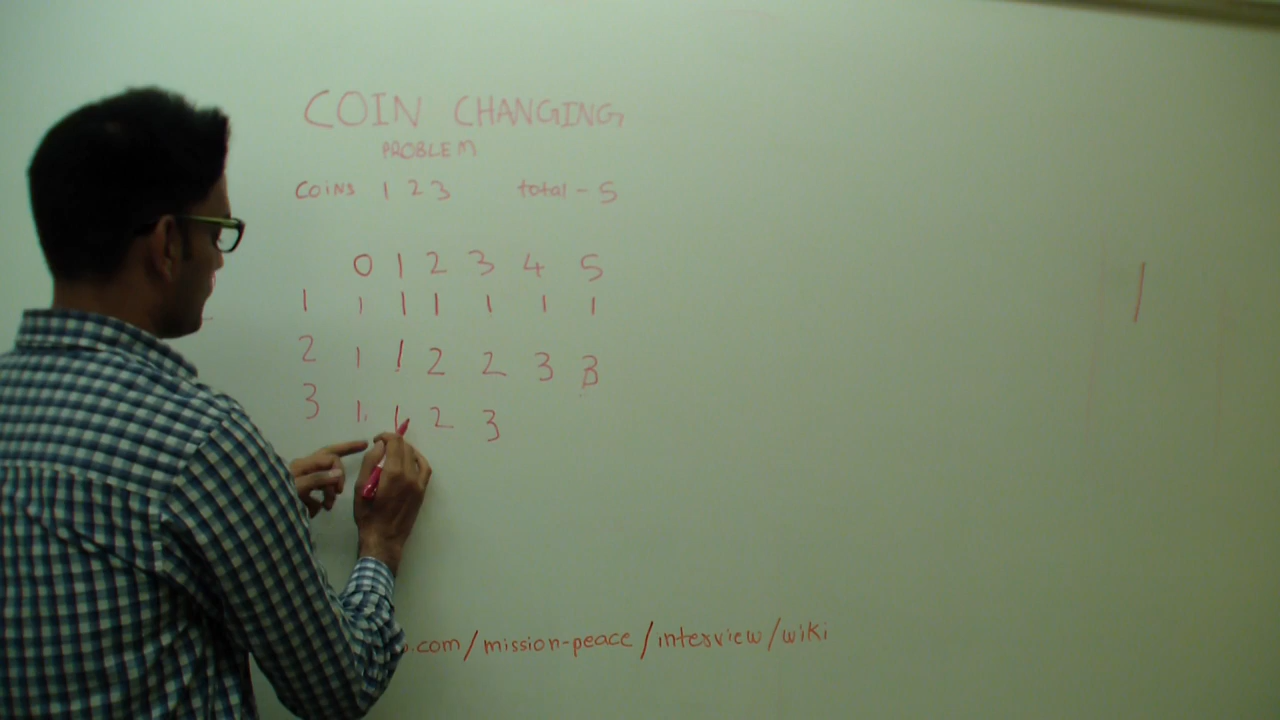 COIN CHANGING
PROBLEM
COINS 1 2 3 total - 5
0 1 2 3 4 5
1 1 1 1 1 1 1
2 1 1 2 2 3 3
3 1 1 2 3
.com/mission-peace/interview/wiki